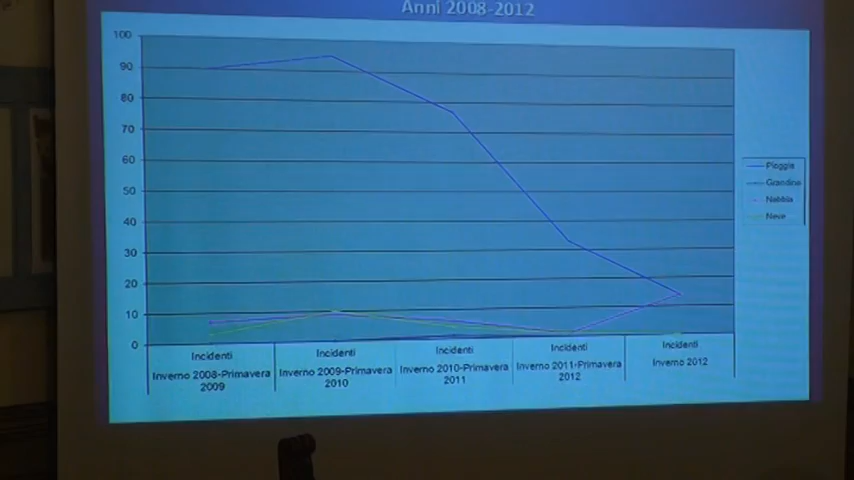 Anni 2008-2012
100
90
80
70
60
50
40
30
20
10
0
Pioggia
Grandine
Nebbia
Neve
Incidenti
Inverno 2008-Primavera
2009
Incidenti
Inverno 2009-Primavera
2010
Incidenti
Inverno 2010-Primavera
2011
Incidenti
Inverno 2011-Primavera
2012
Incidenti
Inverno 2012